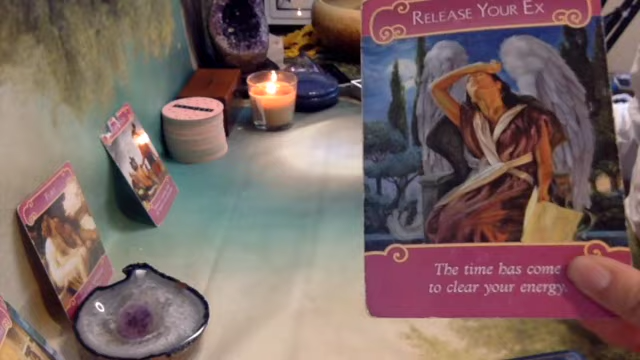 RELEASE YOUR EX
The time has come
to clear your energy.